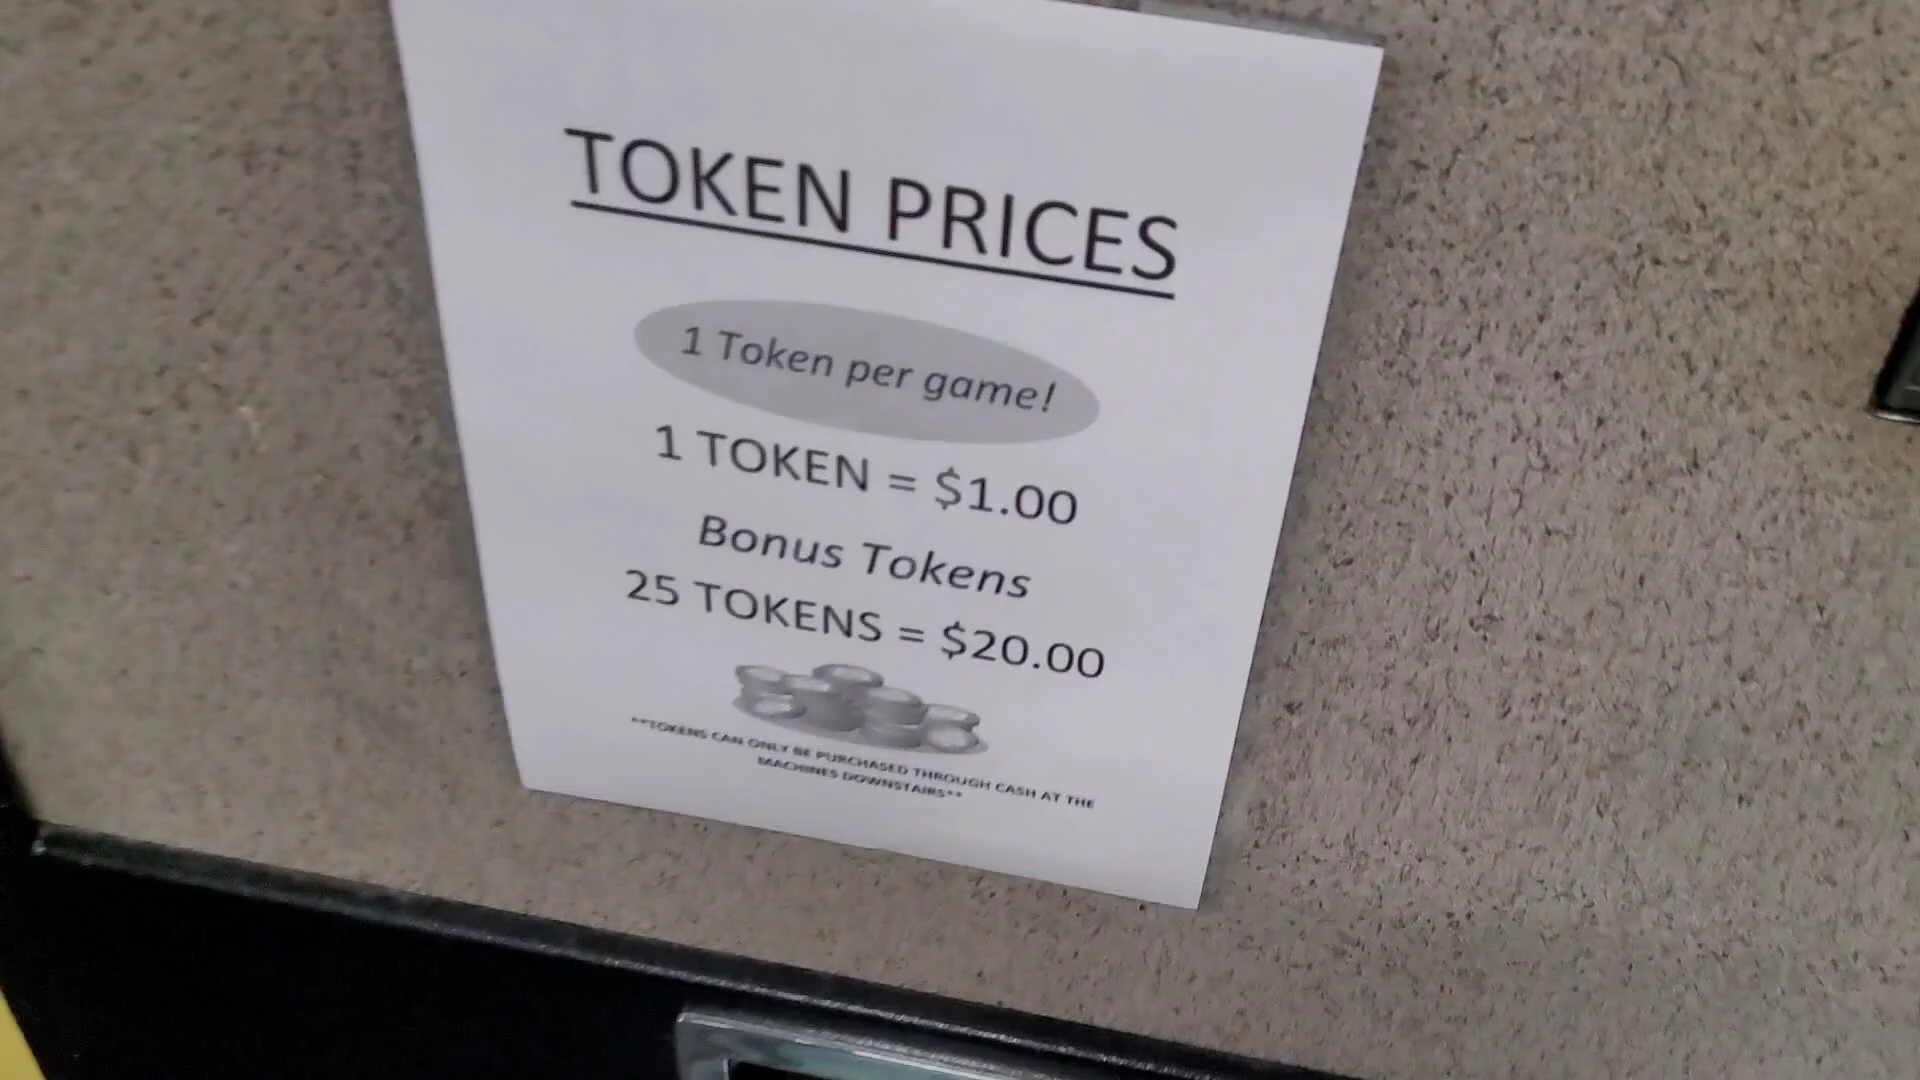 TOKEN PRICES
1 Token per game!
1 TOKEN = $1.00
Bonus Tokens
25 TOKENS = $20.00
**TOKENS CAN ONLY BE PURCHASED THROUGH CASH AT THE
MACHINES DOWNSTAIRS**